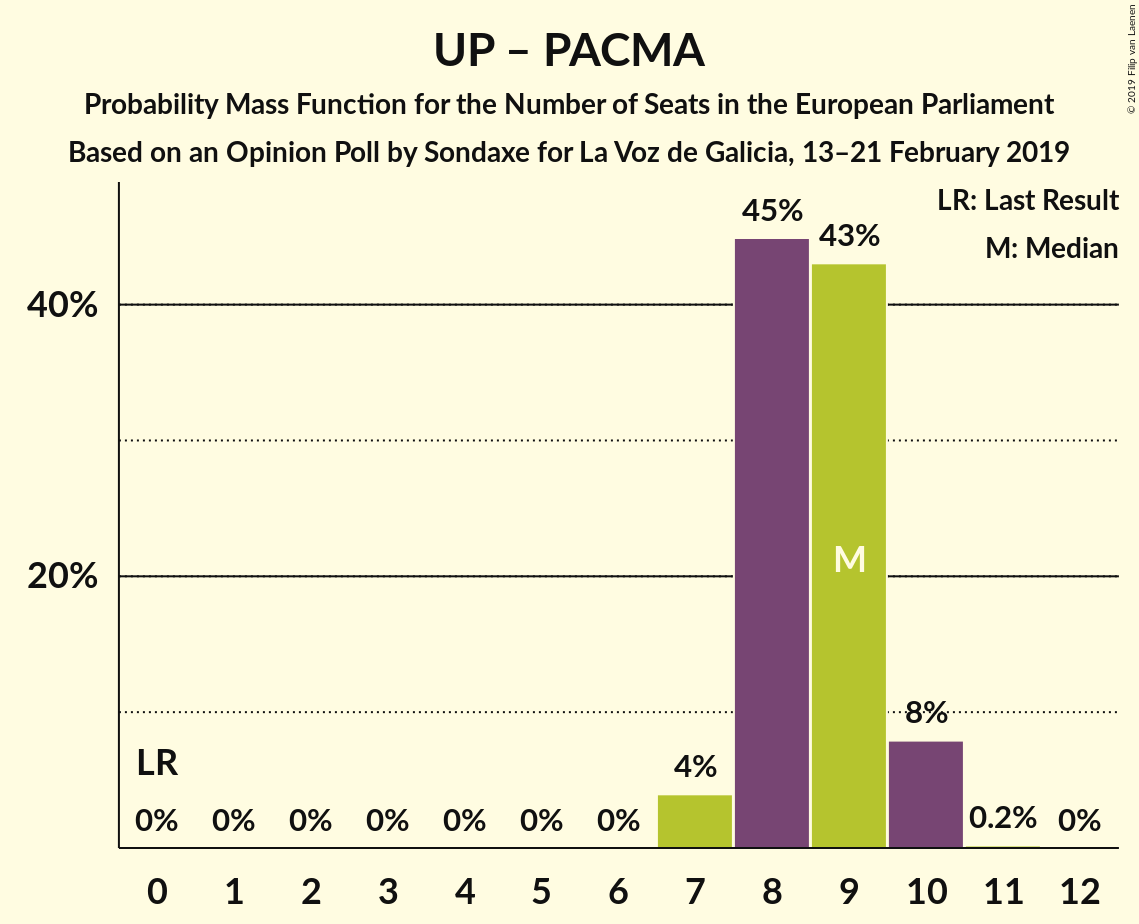 UP – PACMA
Probability Mass Function for the Number of Seats in the European Parliament
Based on an Opinion Poll by Sondaxe for La Voz de Galicia, 13–21 February 2019
© 2019 Filip van Laenen
LR: Last Result
M: Median
45%
43%
40%
M
20%
8%
LR
4%
0% 0% 0% 0% 0% 0% 0% 0.2% 0%
0 1 2 3 4 5 6 7 8 9 10 11 12